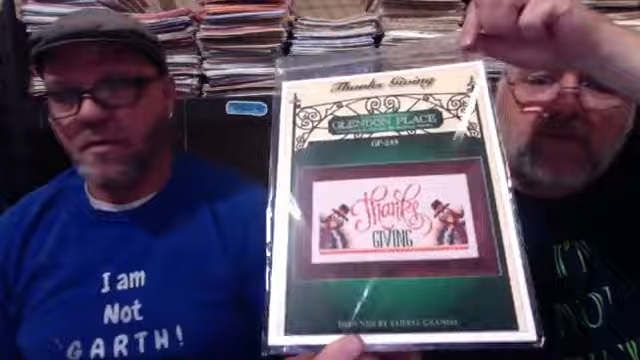 Thanks Giving
GLENDON PLACE
GP-249
Thanks
GIVING
I am
Not
GARTH!